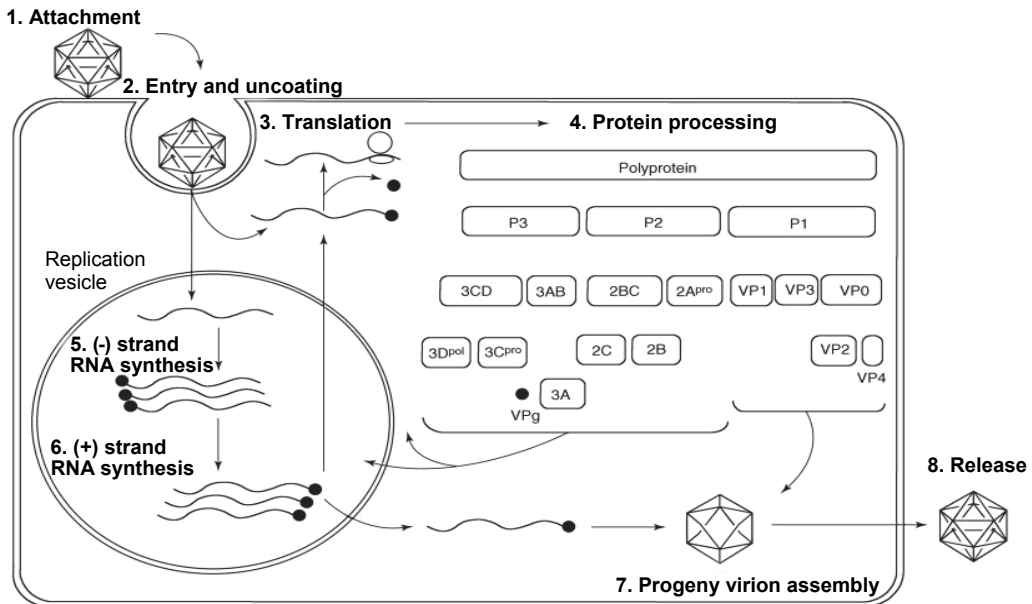 1. Attachment
2. Entry and uncoating
3. Translation
4. Protein processing
Polyprotein
P3
P2
P1
Replication
vesicle
3CD
3AB
2BC
2Apro
VP1
VP3
VP0
5. (-) strand
RNA synthesis
3Dpol
3Cpro
2C
2B
VP2
VP4
3A
VPg
6. (+) strand
RNA synthesis
8. Release
7. Progeny virion assembly